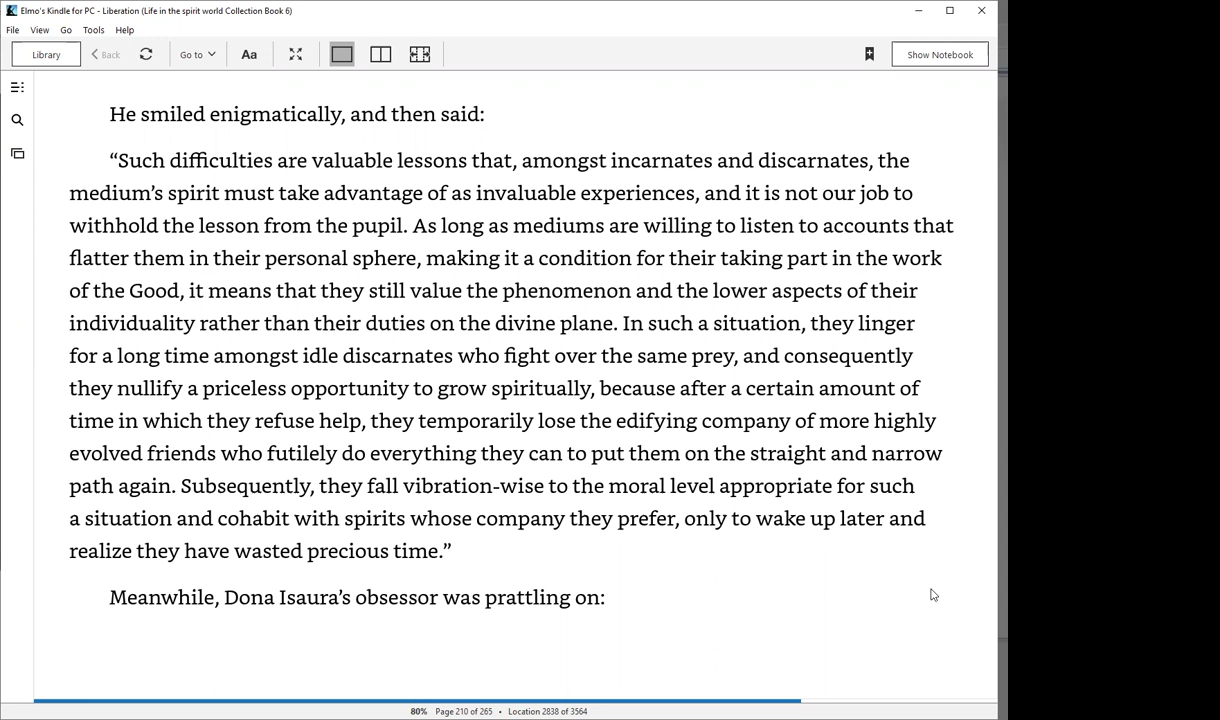 Elmo's Kindle for PC - Liberation (Life in the spirit world Collection Book 6)
File View Go Tools Help
Library Back Go to Aa Show Notebook
He smiled enigmatically, and then said:
“Such difficulties are valuable lessons that, amongst incarnates and discarnates, the
medium’s spirit must take advantage of as invaluable experiences, and it is not our job to
withhold the lesson from the pupil. As long as mediums are willing to listen to accounts that
flatter them in their personal sphere, making it a condition for their taking part in the work
of the Good, it means that they still value the phenomenon and the lower aspects of their
individuality rather than their duties on the divine plane. In such a situation, they linger
for a long time amongst idle discarnates who fight over the same prey, and consequently
they nullify a priceless opportunity to grow spiritually, because after a certain amount of
time in which they refuse help, they temporarily lose the edifying company of more highly
evolved friends who futilely do everything they can to put them on the straight and narrow
path again. Subsequently, they fall vibration-wise to the moral level appropriate for such
a situation and cohabit with spirits whose company they prefer, only to wake up later and
realize they have wasted precious time.”
Meanwhile, Dona Isaura’s obsessor was prattling on:
80% Page 210 of 265 • Location 2838 of 3564